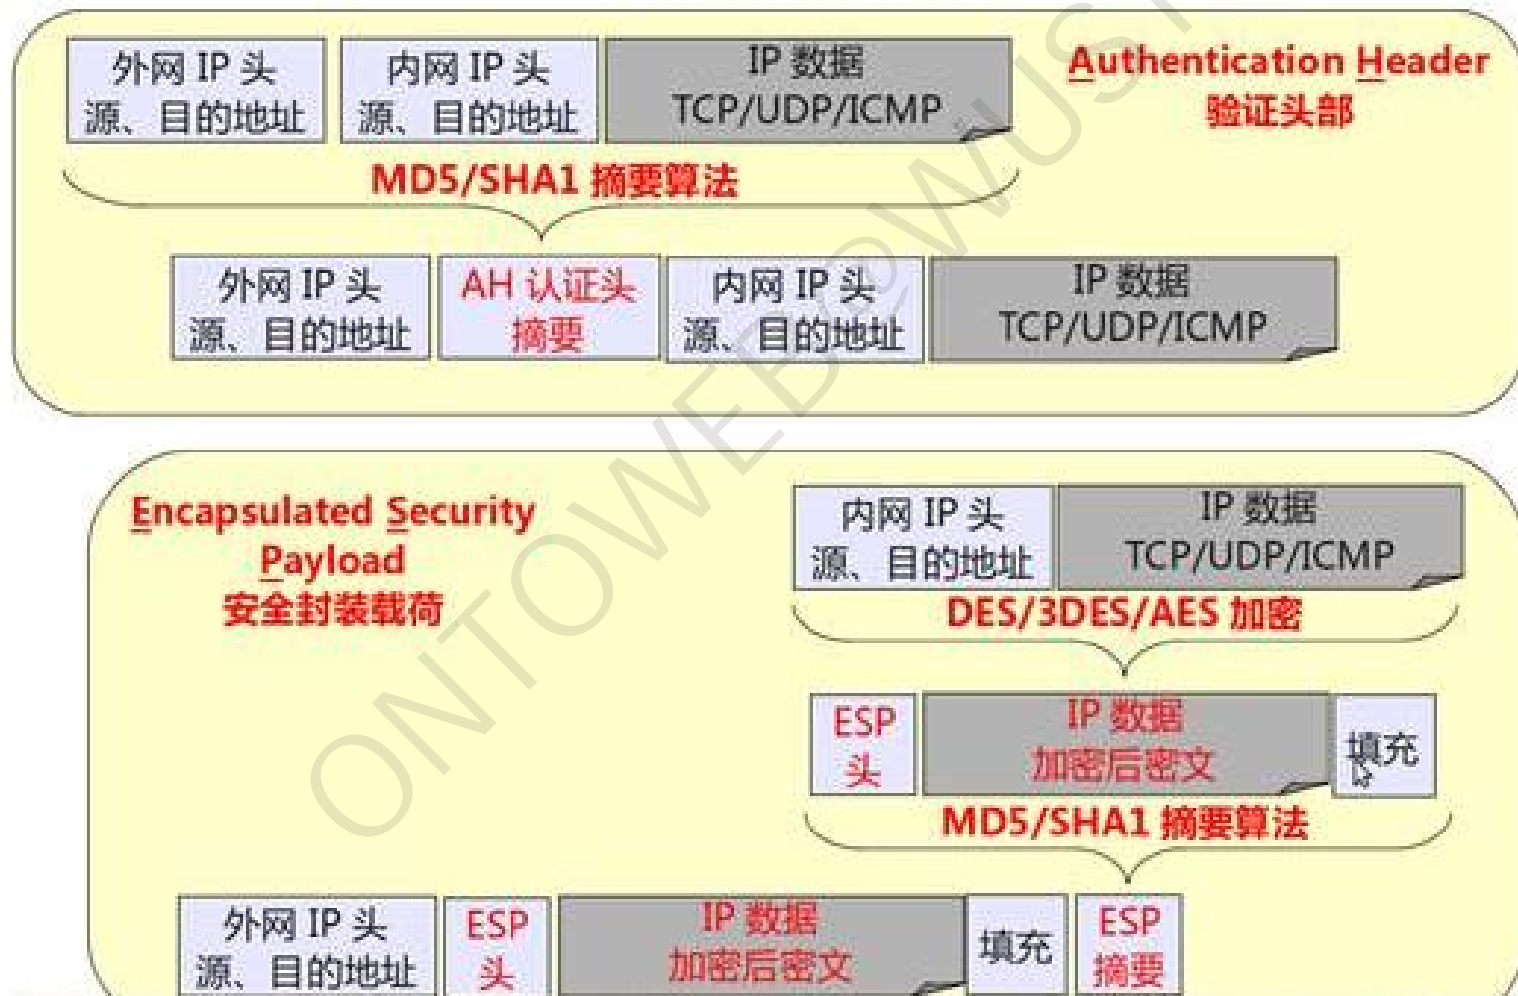 外网 IP 头
源、目的地址
内网 IP 头
源、目的地址
IP 数据
TCP/UDP/ICMP
Authentication Header
验证头部
MD5/SHA1 摘要算法
外网 IP 头
源、目的地址
AH 认证头
摘要
内网 IP 头
源、目的地址
IP 数据
TCP/UDP/ICMP
Encapsulated Security
Payload
安全封装载荷
内网 IP 头
源、目的地址
IP 数据
TCP/UDP/ICMP
DES/3DES/AES 加密
ESP
头
IP 数据
加密后密文
填充
MD5/SHA1 摘要算法
外网 IP 头
源、目的地址
ESP
头
IP 数据
加密后密文
填充
ESP
摘要
ONTOWEB@WUST